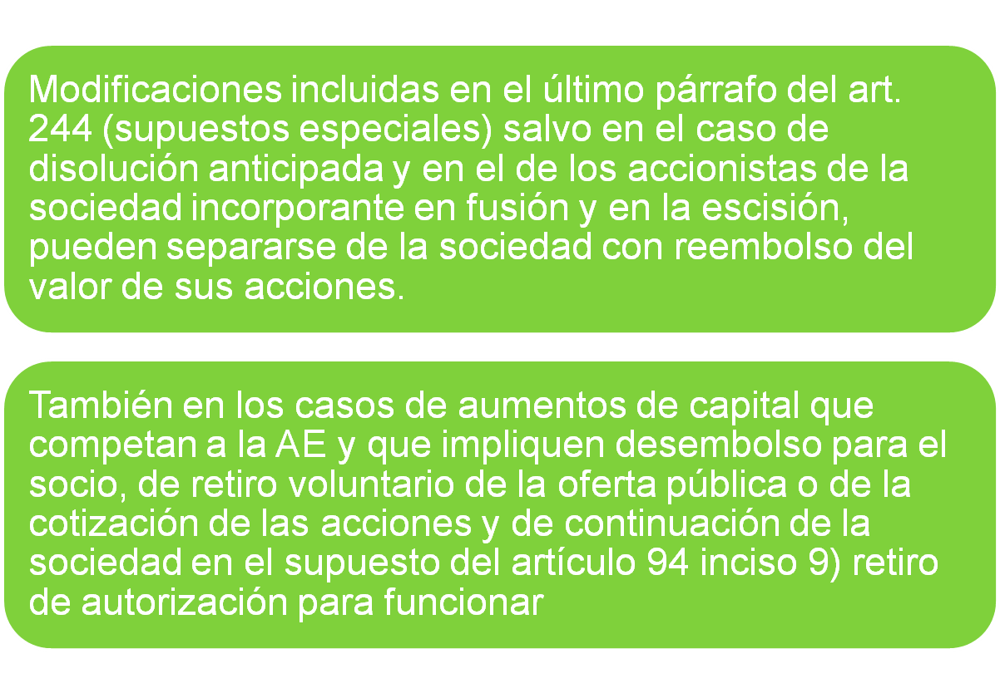 Modificaciones incluidas en el último párrafo del art.
244 (supuestos especiales) salvo en el caso de
disolución anticipada y en el de los accionistas de la
sociedad incorporante en fusión y en la escisión,
pueden separarse de la sociedad con reembolso del
valor de sus acciones.
También en los casos de aumentos de capital que
competan a la AE y que impliquen desembolso para el
socio, de retiro voluntario de la oferta pública o de la
cotización de las acciones y de continuación de la
sociedad en el supuesto del artículo 94 inciso 9) retiro
de autorización para funcionar